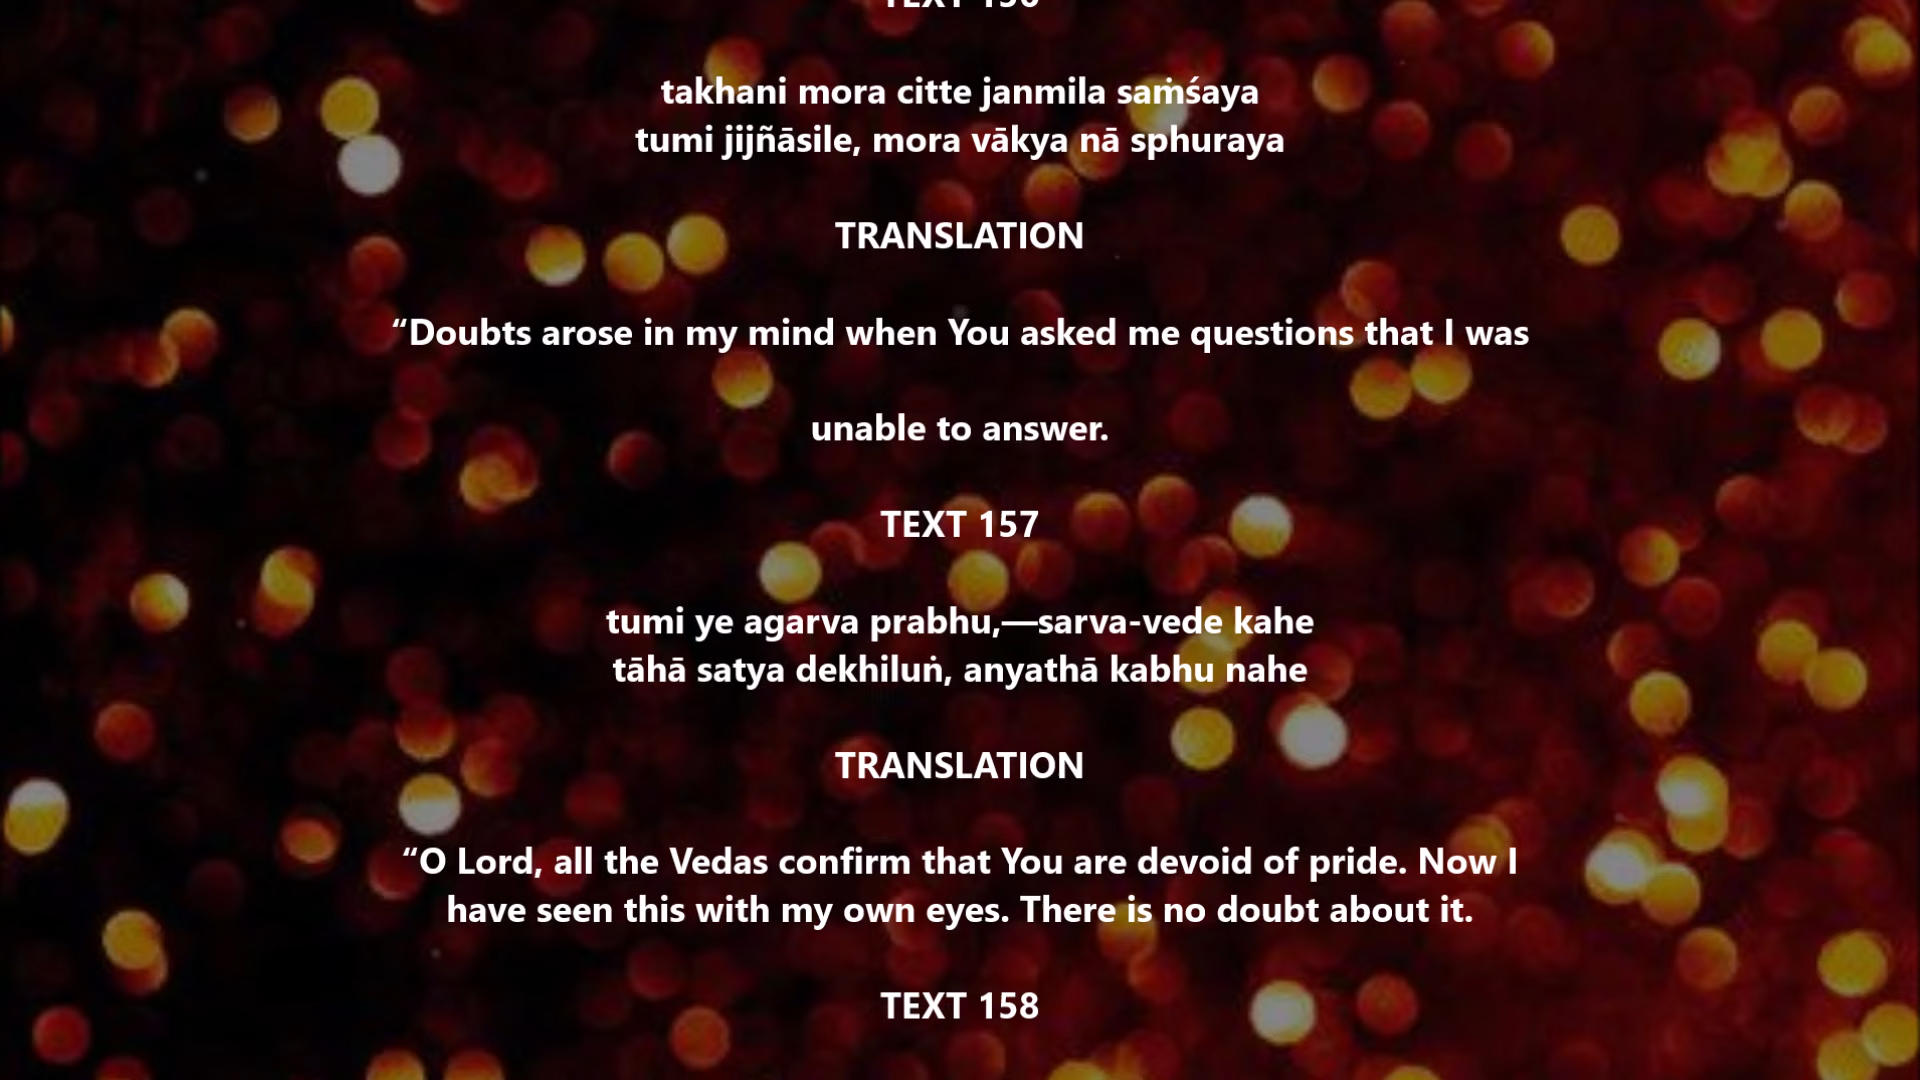 TEXT 156
takhani mora citte janmila saṁśaya
tumi jijñāsile, mora vākya nā sphuraya
TRANSLATION
“Doubts arose in my mind when You asked me questions that I was
unable to answer.
TEXT 157
tumi ye agarva prabhu,—sarva-vede kahe
tāhā satya dekhiluṅ, anyathā kabhu nahe
TRANSLATION
“O Lord, all the Vedas confirm that You are devoid of pride. Now I
have seen this with my own eyes. There is no doubt about it.
TEXT 158